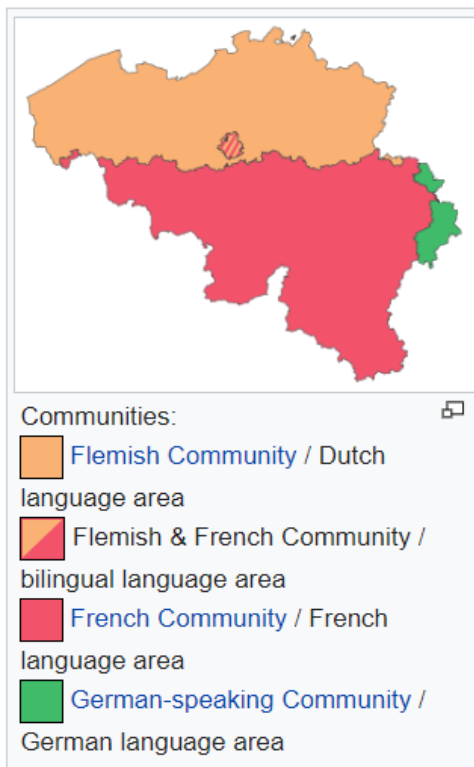 Communities:
Flemish Community / Dutch
language area
Flemish & French Community /
bilingual language area
French Community / French
language area
German-speaking Community /
German language area